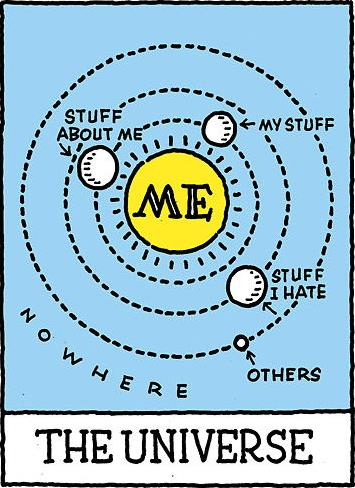 STUFF
ABOUT ME
MY STUFF
ME
STUFF
I HATE
OTHERS
NOWHERE
THE UNIVERSE